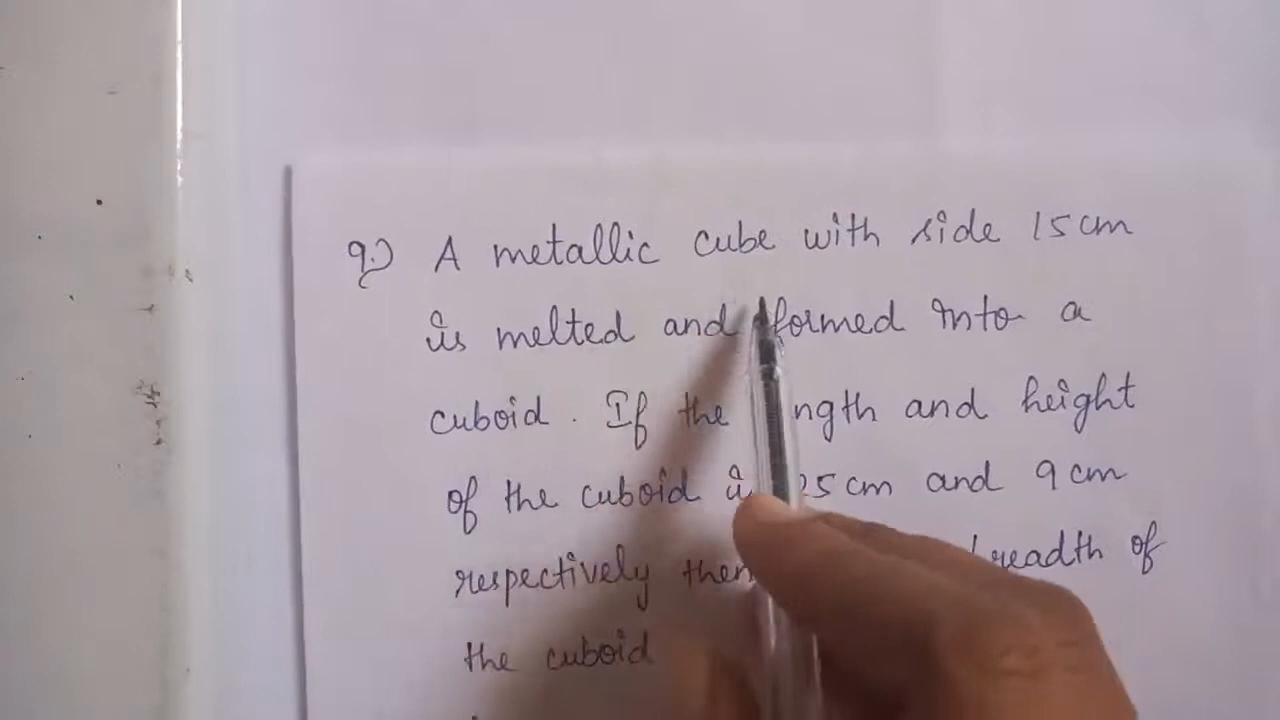 Q.) A metallic cube with side 15 cm
is melted and formed into a
cuboid. If the ngth and height
of the cuboid 5 cm and 9 cm
respectively then readth of
the cuboid